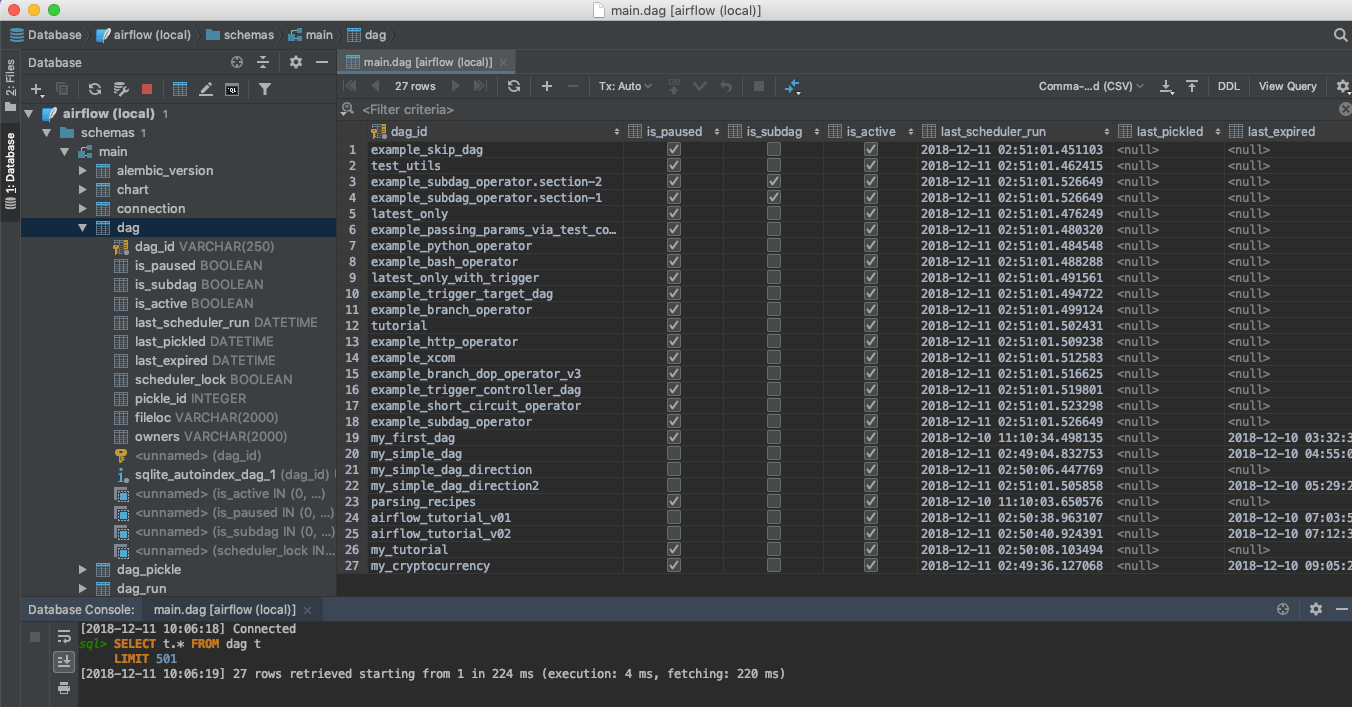 main.dag [airflow (local)]
Database airflow (local) schemas main dag
Database
main.dag [airflow (local)]
2: Files
1: Database
27 rows Tx: Auto DB Comma-...d (CSV) DDL View Query
<Filter criteria>
airflow (local) 1
schemas 1
main
alembic_version
chart
connection
dag
dag_id VARCHAR(250)
is_paused BOOLEAN
is_subdag BOOLEAN
is_active BOOLEAN
last_scheduler_run DATETIME
last_pickled DATETIME
last_expired DATETIME
scheduler_lock BOOLEAN
pickle_id INTEGER
fileloc VARCHAR(2000)
owners VARCHAR(2000)
<unnamed> (dag_id)
sqlite_autoindex_dag_1 (dag_id)
<unnamed> (is_active IN (0, ...)
<unnamed> (is_paused IN (0, ...)
<unnamed> (is_subdag IN (0, ...)
<unnamed> (scheduler_lock IN...
dag_pickle
dag_run
dag_id is_paused is_subdag is_active last_scheduler_run last_pickled last_expired
1 example_skip_dag 2018-12-11 02:51:01.451103 <null> <null>
2 test_utils 2018-12-11 02:51:01.462415 <null> <null>
3 example_subdag_operator.section-2 2018-12-11 02:51:01.526649 <null> <null>
4 example_subdag_operator.section-1 2018-12-11 02:51:01.526649 <null> <null>
5 latest_only 2018-12-11 02:51:01.476249 <null> <null>
6 example_passing_params_via_test_co... 2018-12-11 02:51:01.480320 <null> <null>
7 example_python_operator 2018-12-11 02:51:01.484548 <null> <null>
8 example_bash_operator 2018-12-11 02:51:01.488288 <null> <null>
9 latest_only_with_trigger 2018-12-11 02:51:01.491561 <null> <null>
10 example_trigger_target_dag 2018-12-11 02:51:01.494722 <null> <null>
11 example_branch_operator 2018-12-11 02:51:01.499124 <null> <null>
12 tutorial 2018-12-11 02:51:01.502431 <null> <null>
13 example_http_operator 2018-12-11 02:51:01.509238 <null> <null>
14 example_xcom 2018-12-11 02:51:01.512583 <null> <null>
15 example_branch_dop_operator_v3 2018-12-11 02:51:01.516625 <null> <null>
16 example_trigger_controller_dag 2018-12-11 02:51:01.519801 <null> <null>
17 example_short_circuit_operator 2018-12-11 02:51:01.523298 <null> <null>
18 example_subdag_operator 2018-12-11 02:51:01.526649 <null> <null>
19 my_first_dag 2018-12-10 11:10:34.498135 <null> 2018-12-10 03:32:3
20 my_simple_dag 2018-12-11 02:49:04.832753 <null> 2018-12-10 04:55:0
21 my_simple_dag_direction 2018-12-11 02:50:06.447769 <null> <null>
22 my_simple_dag_direction2 2018-12-11 02:51:01.505858 <null> 2018-12-10 05:29:2
23 parsing_recipes 2018-12-10 11:10:03.650576 <null> <null>
24 airflow_tutorial_v01 2018-12-11 02:50:38.963107 <null> 2018-12-10 07:03:5
25 airflow_tutorial_v02 2018-12-11 02:50:40.924391 <null> 2018-12-10 07:12:3
26 my_tutorial 2018-12-11 02:50:08.103494 <null> <null>
27 my_cryptocurrency 2018-12-11 02:49:36.127068 <null> 2018-12-10 09:05:2
Database Console: main.dag [airflow (local)]
[2018-12-11 10:06:18] Connected
sql> SELECT t.* FROM dag t
LIMIT 501
[2018-12-11 10:06:19] 27 rows retrieved starting from 1 in 224 ms (execution: 4 ms, fetching: 220 ms)